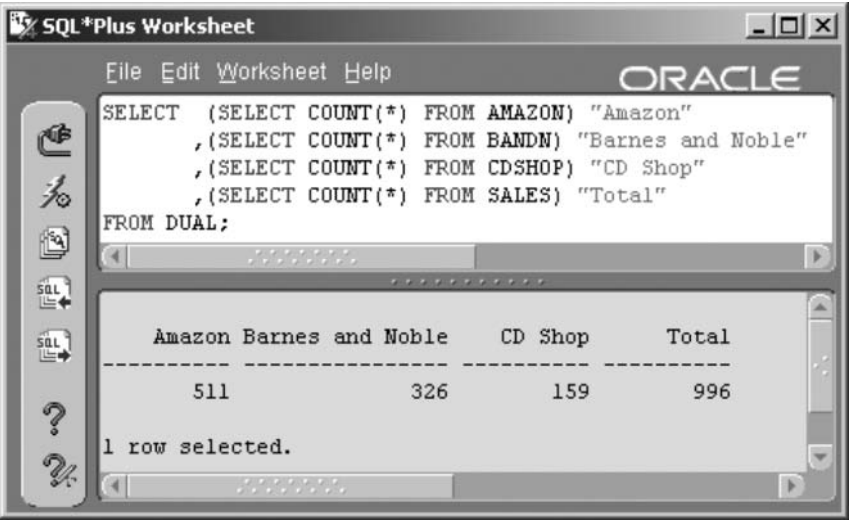 SQL*Plus Worksheet
File Edit Worksheet Help
ORACLE
SELECT (SELECT COUNT(*) FROM AMAZON) "Amazon"
,(SELECT COUNT(*) FROM BANDN) "Barnes and Noble"
,(SELECT COUNT(*) FROM CDSHOP) "CD Shop"
,(SELECT COUNT(*) FROM SALES) "Total"
FROM DUAL;
SQL
SQL
Amazon Barnes and Noble CD Shop Total
---------- ---------------- ---------- ----------
511 326 159 996
1 row selected.